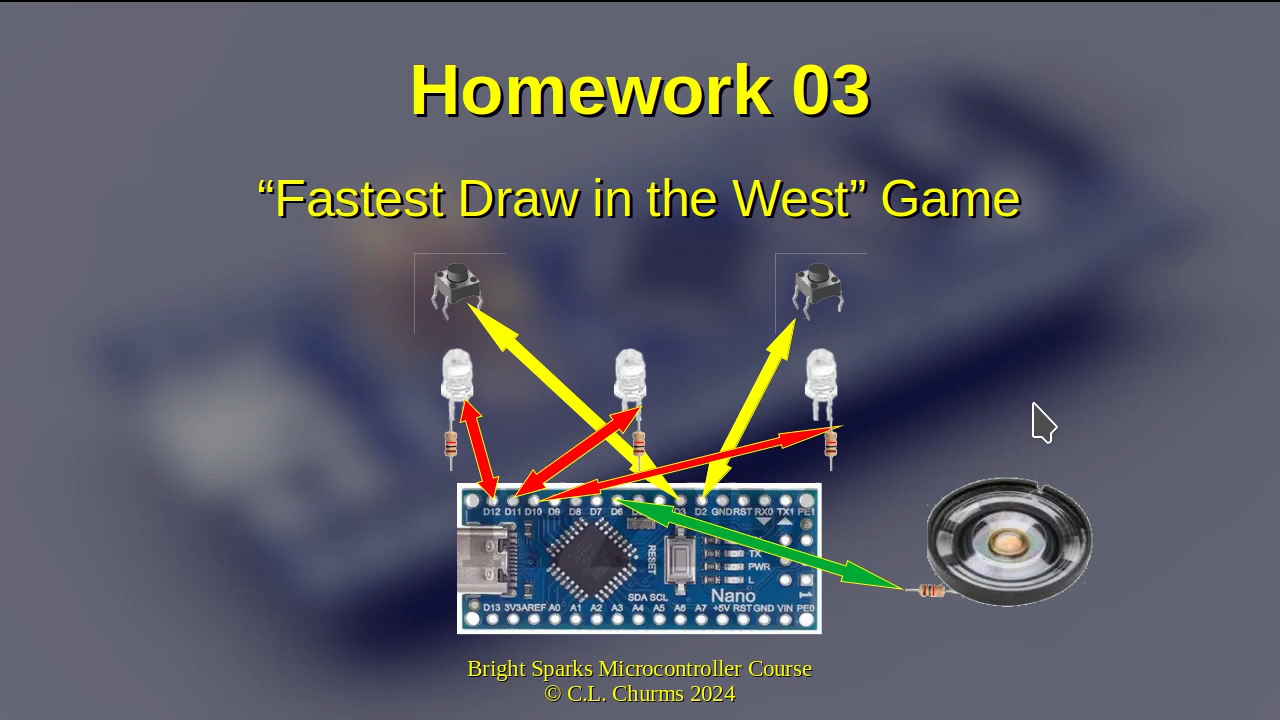 Homework 03
“Fastest Draw in the West” Game
D12 D11 D10 D9 D8 D7 D6 D3 D2 GND RST RX0 TX1 PE1
RESET
TX
PWR
L
SDA SCL
Nano
1
D13 3V3 AREF A0 A1 A2 A3 A4 A5 A6 A7 +5V RST GND VIN PE0
Bright Sparks Microcontroller Course
© C.L. Churms 2024